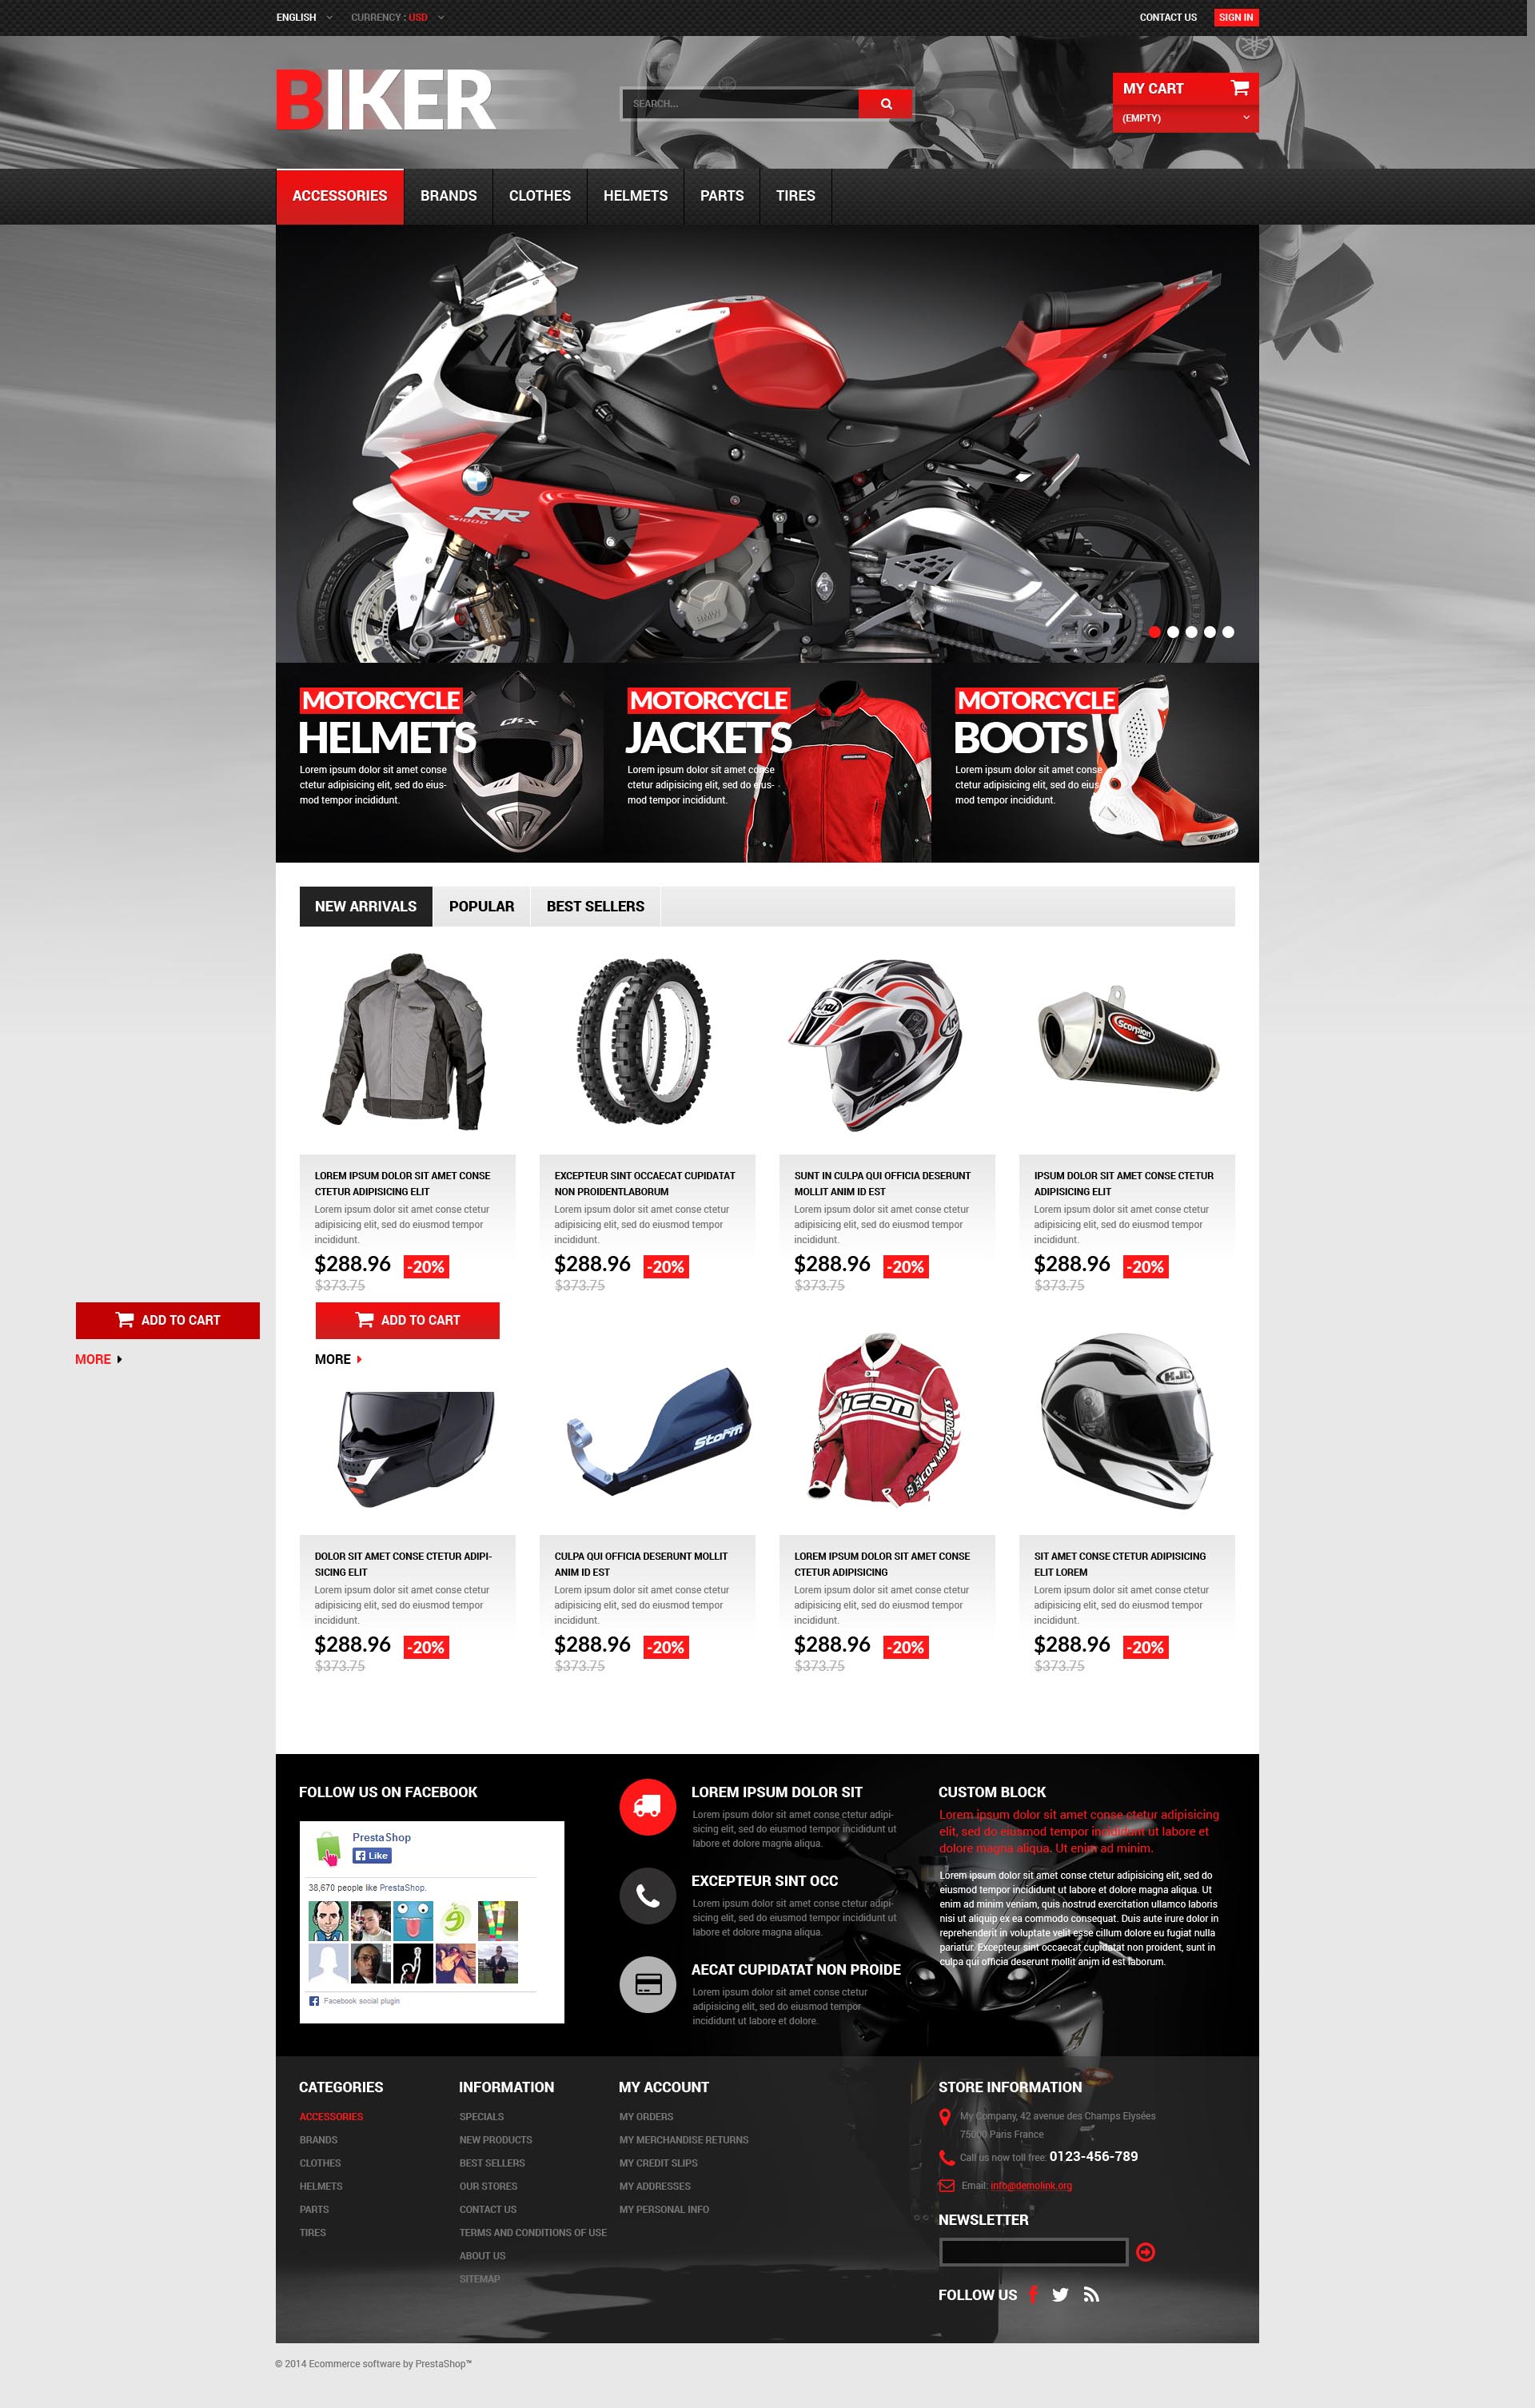 ENGLISH
CURRENCY : USD
CONTACT US
SIGN IN
BIKER
SEARCH...
MY CART
(EMPTY)
ACCESSORIES
BRANDS
CLOTHES
HELMETS
PARTS
TIRES
RR
S1000
BMW
MOTORCYCLE
HELMETS
Lorem ipsum dolor sit amet conse
ctetur adipisicing elit, sed do eius-
mod tempor incididunt.
MOTORCYCLE
JACKETS
Lorem ipsum dolor sit amet conse
ctetur adipisicing elit, sed do eius-
mod tempor incididunt.
MOTORCYCLE
BOOTS
Lorem ipsum dolor sit amet conse
ctetur adipisicing elit, sed do eius-
mod tempor incididunt.
NEW ARRIVALS
POPULAR
BEST SELLERS
Arai
Scorpion
LOREM IPSUM DOLOR SIT AMET CONSE
CTETUR ADIPISICING ELIT
Lorem ipsum dolor sit amet conse ctetur
adipisicing elit, sed do eiusmod tempor
incididunt.
$288.96 -20%
$373.75
EXCEPTEUR SINT OCCAECAT CUPIDATAT
NON PROIDENTLABORUM
Lorem ipsum dolor sit amet conse ctetur
adipisicing elit, sed do eiusmod tempor
incididunt.
$288.96 -20%
$373.75
SUNT IN CULPA QUI OFFICIA DESERUNT
MOLLIT ANIM ID EST
Lorem ipsum dolor sit amet conse ctetur
adipisicing elit, sed do eiusmod tempor
incididunt.
$288.96 -20%
$373.75
IPSUM DOLOR SIT AMET CONSE CTETUR
ADIPISICING ELIT
Lorem ipsum dolor sit amet conse ctetur
adipisicing elit, sed do eiusmod tempor
incididunt.
$288.96 -20%
$373.75
ADD TO CART
MORE
ADD TO CART
MORE
Storm
icon
ICON MOTORSPORTS
HJC
DOLOR SIT AMET CONSE CTETUR ADIPI-
SICING ELIT
Lorem ipsum dolor sit amet conse ctetur
adipisicing elit, sed do eiusmod tempor
incididunt.
$288.96 -20%
$373.75
CULPA QUI OFFICIA DESERUNT MOLLIT
ANIM ID EST
Lorem ipsum dolor sit amet conse ctetur
adipisicing elit, sed do eiusmod tempor
incididunt.
$288.96 -20%
$373.75
LOREM IPSUM DOLOR SIT AMET CONSE
CTETUR ADIPISICING
Lorem ipsum dolor sit amet conse ctetur
adipisicing elit, sed do eiusmod tempor
incididunt.
$288.96 -20%
$373.75
SIT AMET CONSE CTETUR ADIPISICING
ELIT LOREM
Lorem ipsum dolor sit amet conse ctetur
adipisicing elit, sed do eiusmod tempor
incididunt.
$288.96 -20%
$373.75
FOLLOW US ON FACEBOOK
PrestaShop
Like
38,670 people like PrestaShop.
Facebook social plugin
LOREM IPSUM DOLOR SIT
Lorem ipsum dolor sit amet conse ctetur adipi-
sicing elit, sed do eiusmod tempor incididunt ut
labore et dolore magna aliqua.
EXCEPTEUR SINT OCC
Lorem ipsum dolor sit amet conse ctetur adipi-
sicing elit, sed do eiusmod tempor incididunt ut
labore et dolore magna aliqua.
AECAT CUPIDATAT NON PROIDE
Lorem ipsum dolor sit amet conse ctetur
adipisicing elit, sed do eiusmod tempor
incididunt ut labore et dolore.
CUSTOM BLOCK
Lorem ipsum dolor sit amet conse ctetur adipisicing
elit, sed do eiusmod tempor incididunt ut labore et
dolore magna aliqua. Ut enim ad minim.
Lorem ipsum dolor sit amet conse ctetur adipisicing elit, sed do
eiusmod tempor incididunt ut labore et dolore magna aliqua. Ut
enim ad minim veniam, quis nostrud exercitation ullamco laboris
nisi ut aliquip ex ea commodo consequat. Duis aute irure dolor in
reprehenderit in voluptate velit esse cillum dolore eu fugiat nulla
pariatur. Excepteur sint occaecat cupidatat non proident, sunt in
culpa qui officia deserunt mollit anim id est laborum.
CATEGORIES
ACCESSORIES
BRANDS
CLOTHES
HELMETS
PARTS
TIRES
INFORMATION
SPECIALS
NEW PRODUCTS
BEST SELLERS
OUR STORES
CONTACT US
TERMS AND CONDITIONS OF USE
ABOUT US
SITEMAP
MY ACCOUNT
MY ORDERS
MY MERCHANDISE RETURNS
MY CREDIT SLIPS
MY ADDRESSES
MY PERSONAL INFO
STORE INFORMATION
My Company, 42 avenue des Champs Elysées
75000 Paris France
Call us now toll free: 0123-456-789
Email: info@demolink.org
NEWSLETTER
FOLLOW US
© 2014 Ecommerce software by PrestaShop™